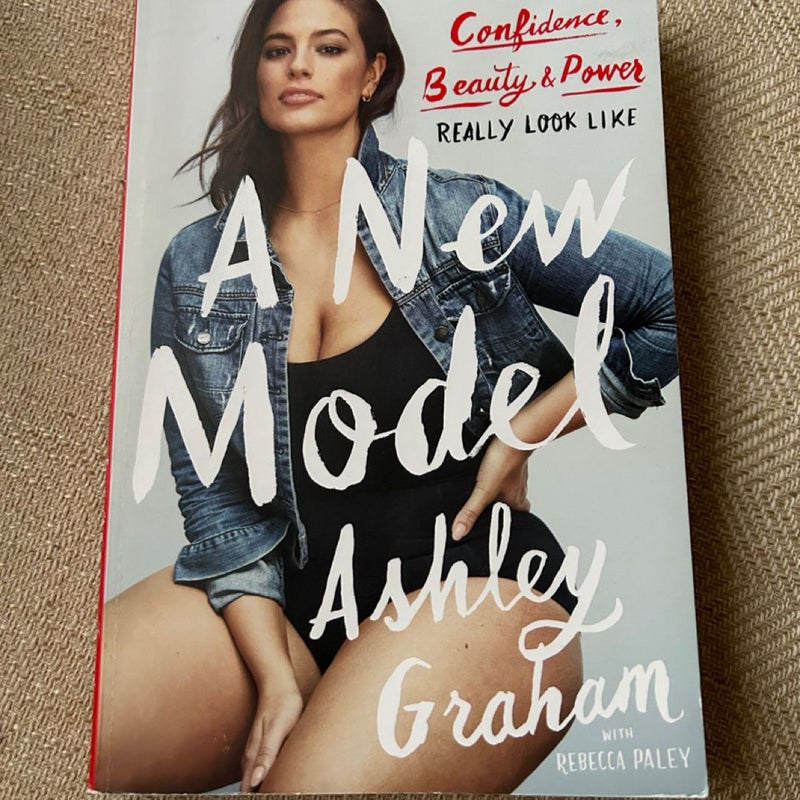 Confidence,
Beauty & Power
REALLY LOOK LIKE
A New
Model
Ashley
Graham
WITH
REBECCA PALEY